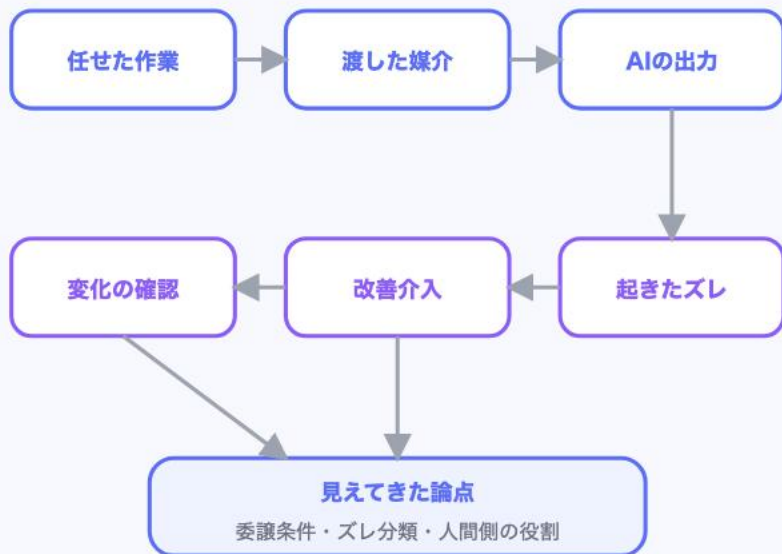 任せた作業
渡した媒介
AIの出力
起きたズレ
改善介入
変化の確認
見えてきた論点
委譲条件・ズレ分類・人間側の役割